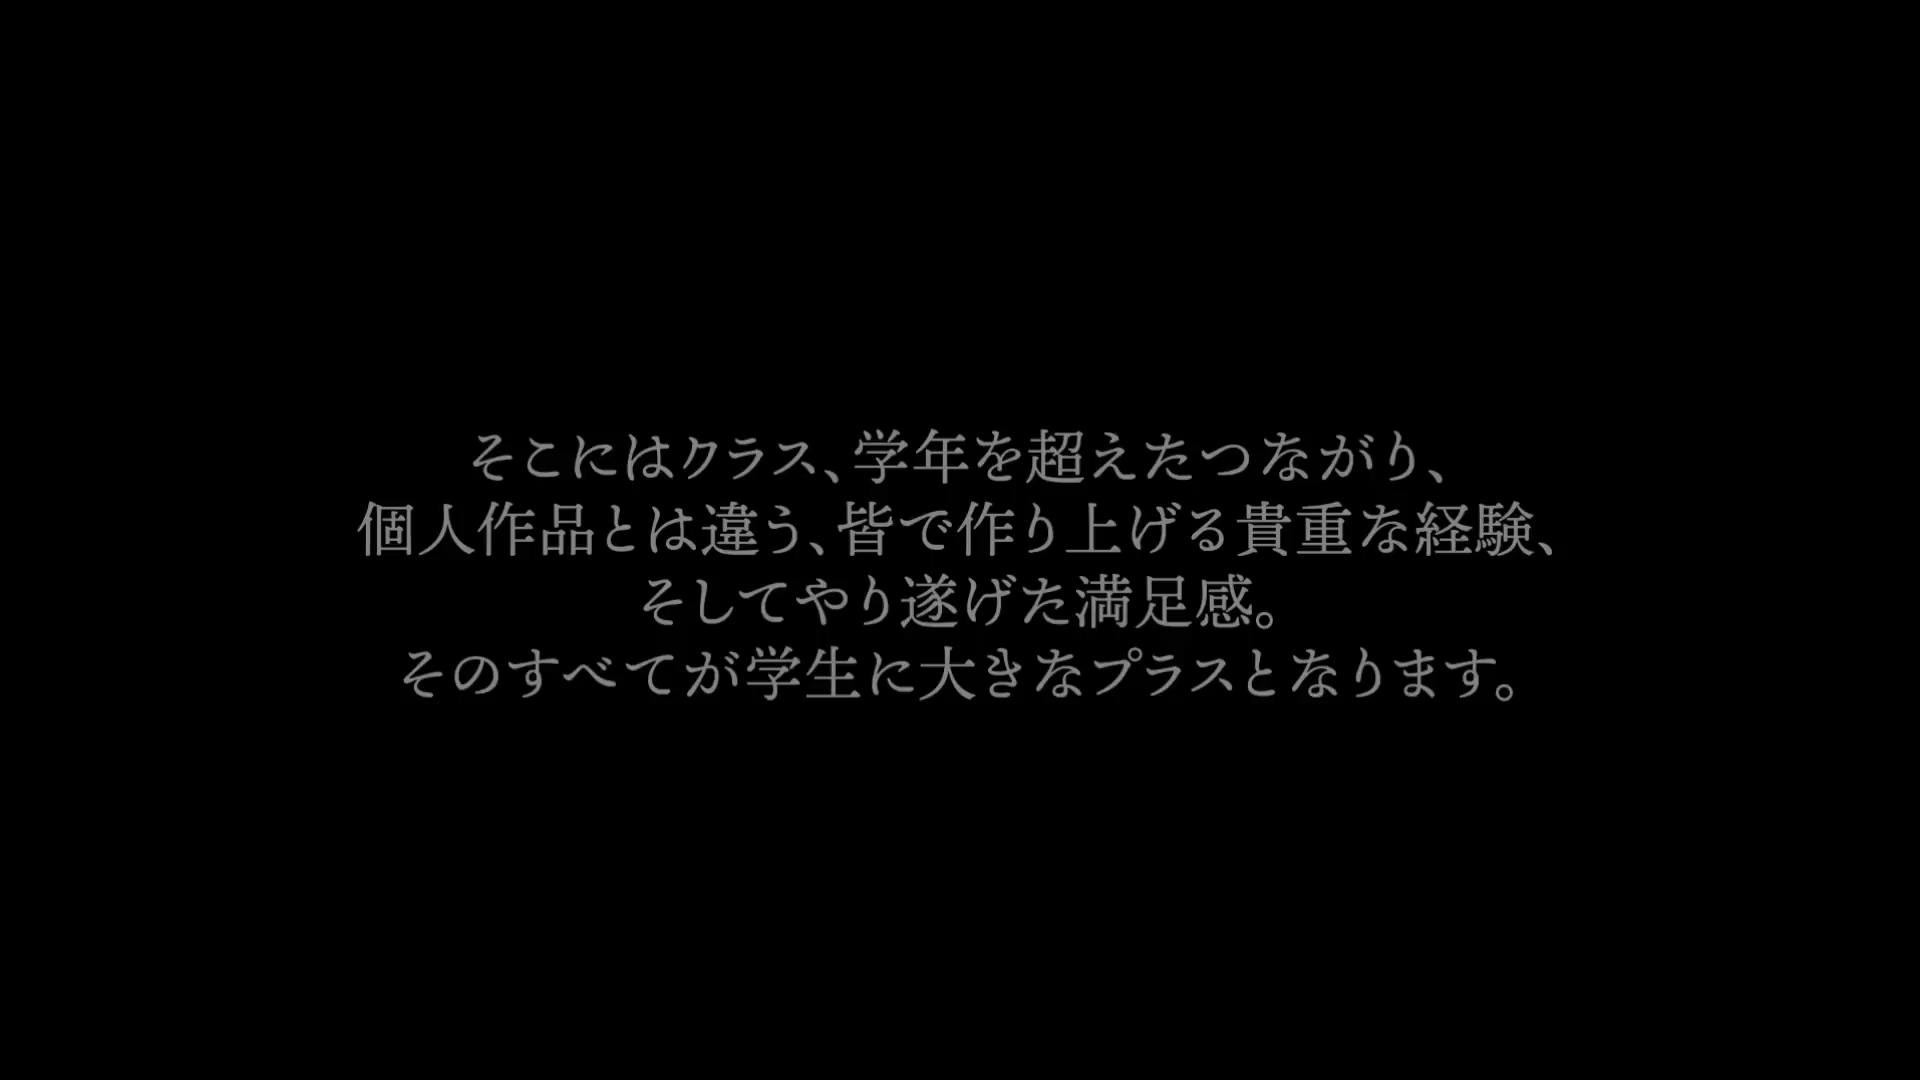 そこにはクラス、学年を超えたつながり、
個人作品とは違う、皆で作り上げる貴重な経験、
そしてやり遂げた満足感。
そのすべてが学生に大きなプラスとなります。